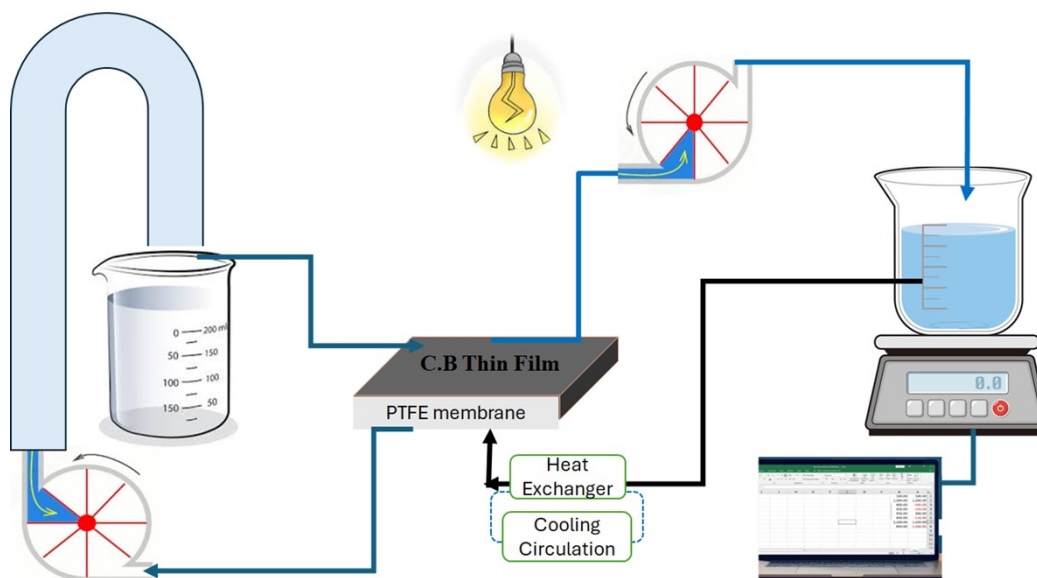 0 200 ml
50 150
100 100
150 50
C.B Thin Film
PTFE membrane
Heat
Exchanger
Cooling
Circulation
0.0